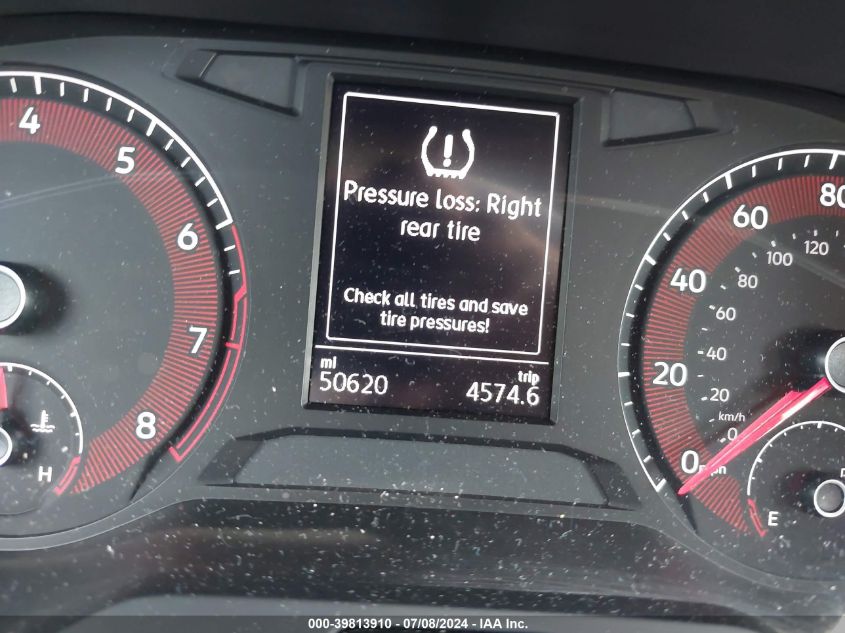 4
5
6
7
8
H
Pressure loss: Right
rear tire
Check all tires and save
tire pressures!
mi
50620
trip
4574.6
0
20
40
60
80
mph
km/h
0
20
40
60
80
100
120
E
000-39813910 - 07/08/2024 - IAA Inc.